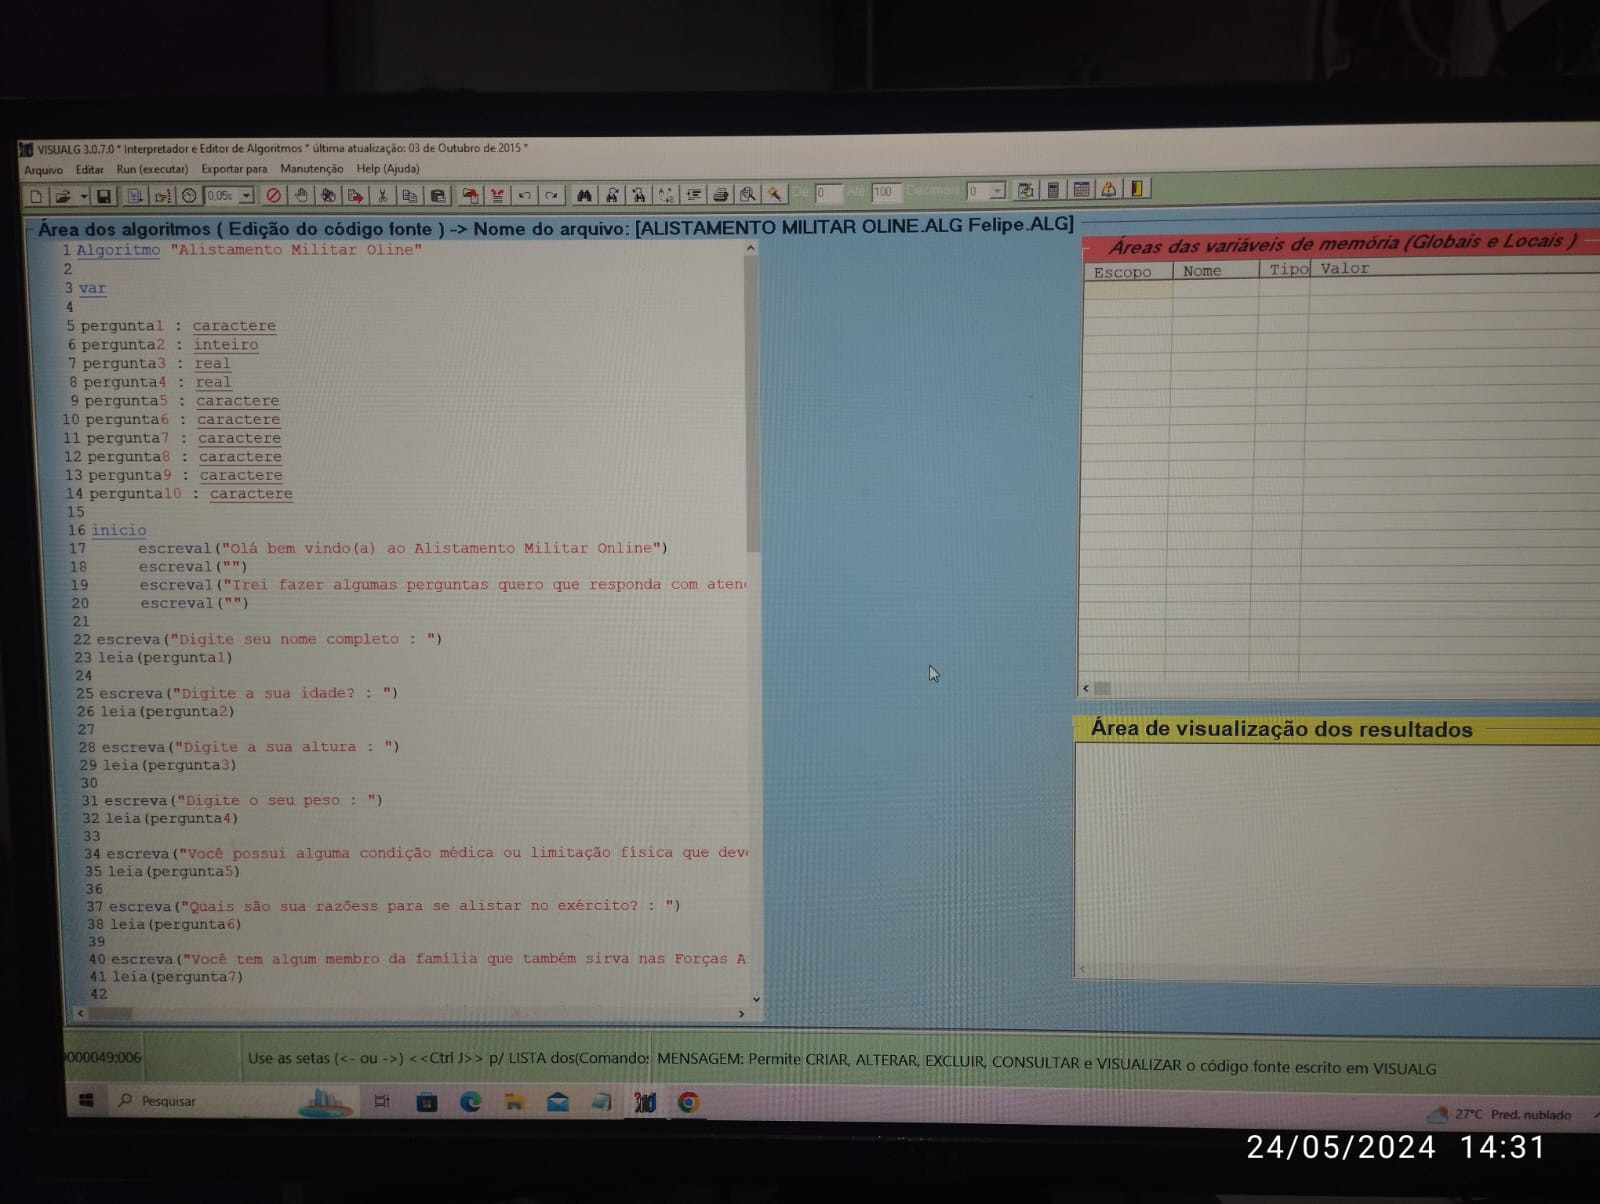 VISUALG 3.0.7.0 * Interpretador e Editor de Algoritmos * última atualização: 03 de Outubro de 2015 *
Arquivo Editar Run (executar) Exportar para Manutenção Help (Ajuda)
0,05s De: 0 Até: 100 Decimais: 0
Área dos algoritmos ( Edição do código fonte ) -> Nome do arquivo: [ALISTAMENTO MILITAR OLINE.ALG Felipe.ALG]
1 Algoritmo "Alistamento Militar Oline"
2
3 var
4
5 pergunta1 : caractere
6 pergunta2 : inteiro
7 pergunta3 : real
8 pergunta4 : real
9 pergunta5 : caractere
10 pergunta6 : caractere
11 pergunta7 : caractere
12 pergunta8 : caractere
13 pergunta9 : caractere
14 pergunta10 : caractere
15
16 inicio
17 escreval("Olá bem vindo(a) ao Alistamento Militar Online")
18 escreval("")
19 escreval("Irei fazer algumas perguntas quero que responda com aten
20 escreval("")
21
22 escreva("Digite seu nome completo : ")
23 leia(pergunta1)
24
25 escreva("Digite a sua idade? : ")
26 leia(pergunta2)
27
28 escreva("Digite a sua altura : ")
29 leia(pergunta3)
30
31 escreva("Digite o seu peso : ")
32 leia(pergunta4)
33
34 escreva("Você possui alguma condição médica ou limitação física que dev
35 leia(pergunta5)
36
37 escreva("Quais são sua razõess para se alistar no exército? : ")
38 leia(pergunta6)
39
40 escreva("Você tem algum membro da família que também sirva nas Forças A
41 leia(pergunta7)
42
Áreas das variáveis de memória (Globais e Locais )
Escopo Nome Tipo Valor
Área de visualização dos resultados
000049:006 Use as setas (<- ou ->) <<Ctrl J>> p/ LISTA dos(Comando: MENSAGEM: Permite CRIAR, ALTERAR, EXCLUIR, CONSULTAR e VISUALIZAR o código fonte escrito em VISUALG
Pesquisar 27°C Pred. nublado
24/05/2024 14:31